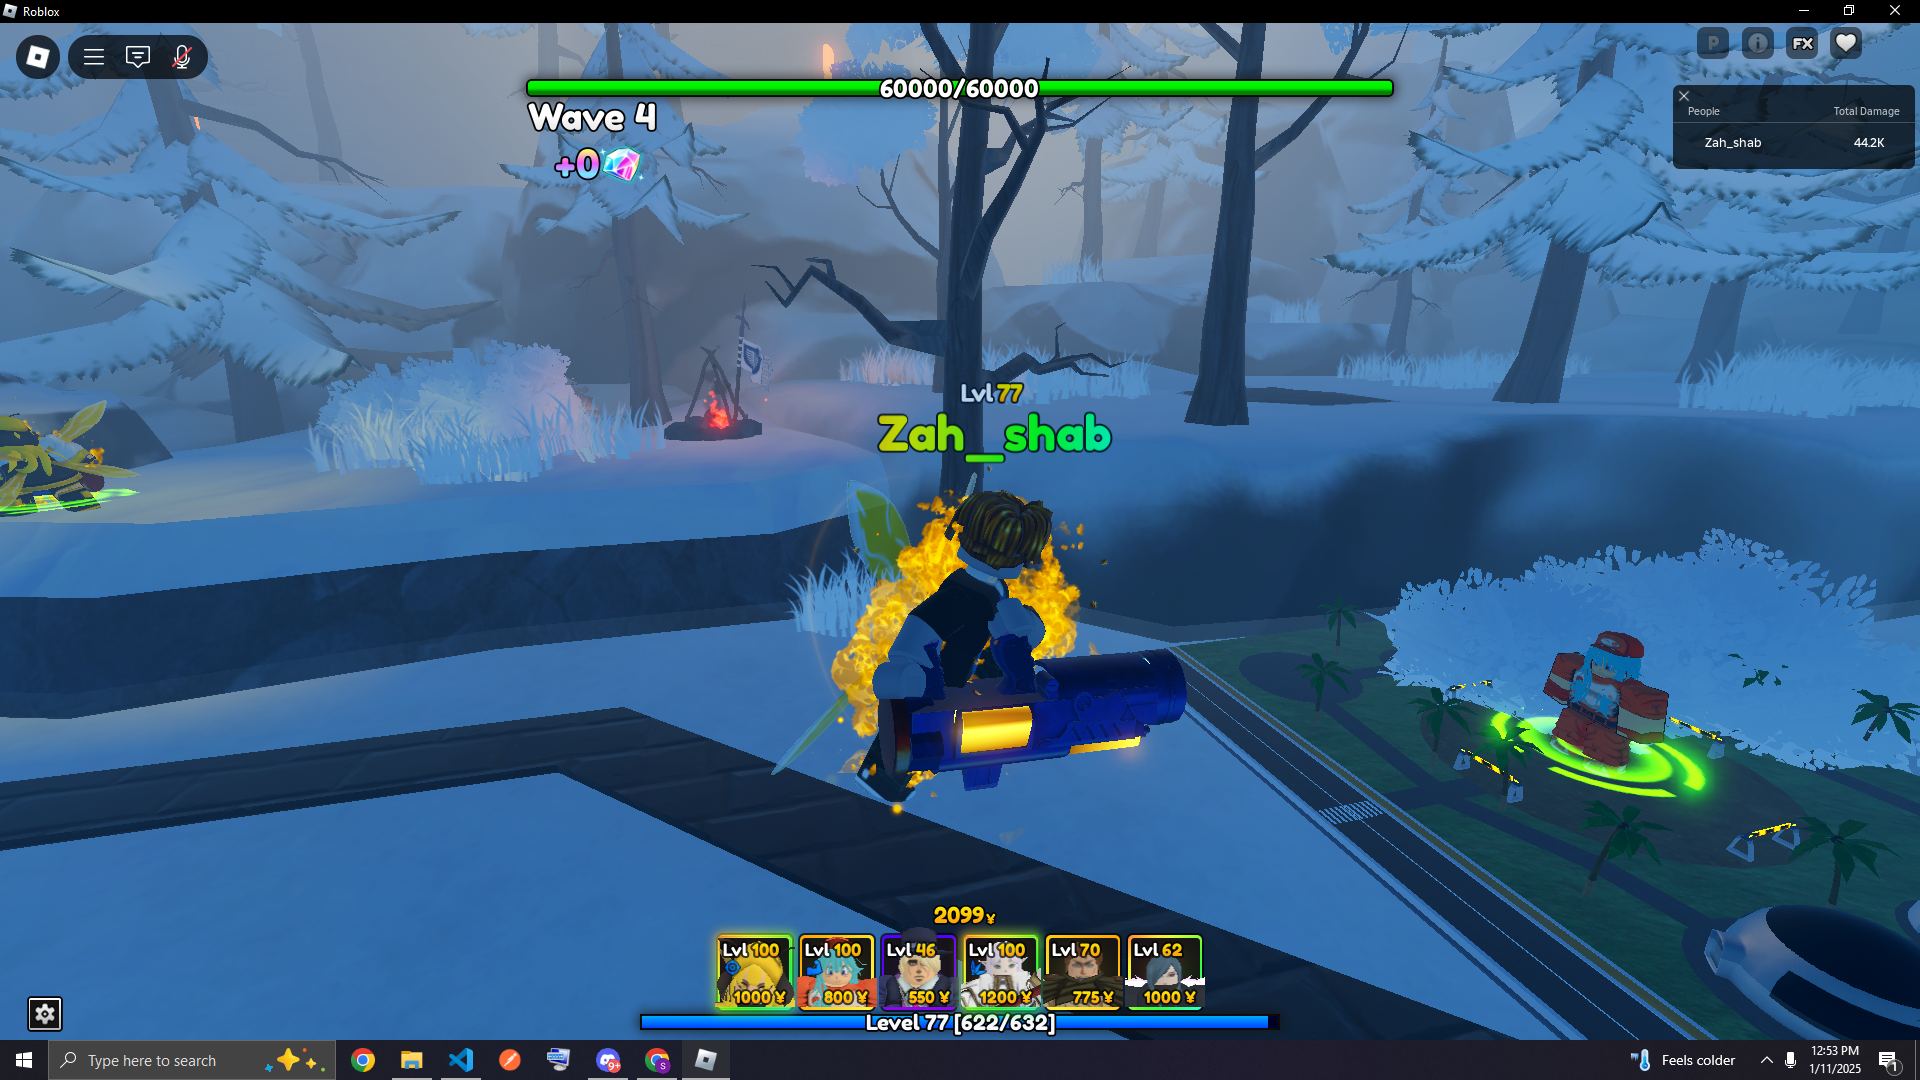 Roblox
P
FX
60000/60000
Wave 4
+0
People Total Damage
Zah_shab 44.2K
Lvl 77
Zah_shab
2099¥
Lvl 100 Lvl 100 Lvl 46 Lvl 100 Lvl 70 Lvl 62
1000 ¥ 800 ¥ 550 ¥ 1200 ¥ 775 ¥ 1000 ¥
Level 77 [622/632]
Type here to search
9+
S
Feels colder
12:53 PM
1/11/2025
1